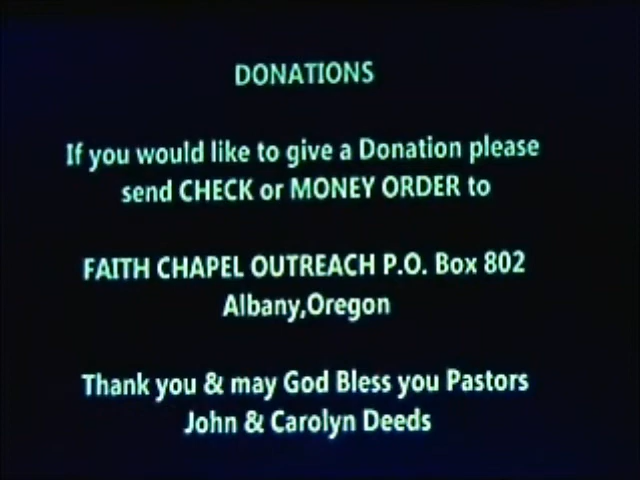 DONATIONS
If you would like to give a Donation please
send CHECK or MONEY ORDER to
FAITH CHAPEL OUTREACH P.O. Box 802
Albany,Oregon
Thank you & may God Bless you Pastors
John & Carolyn Deeds